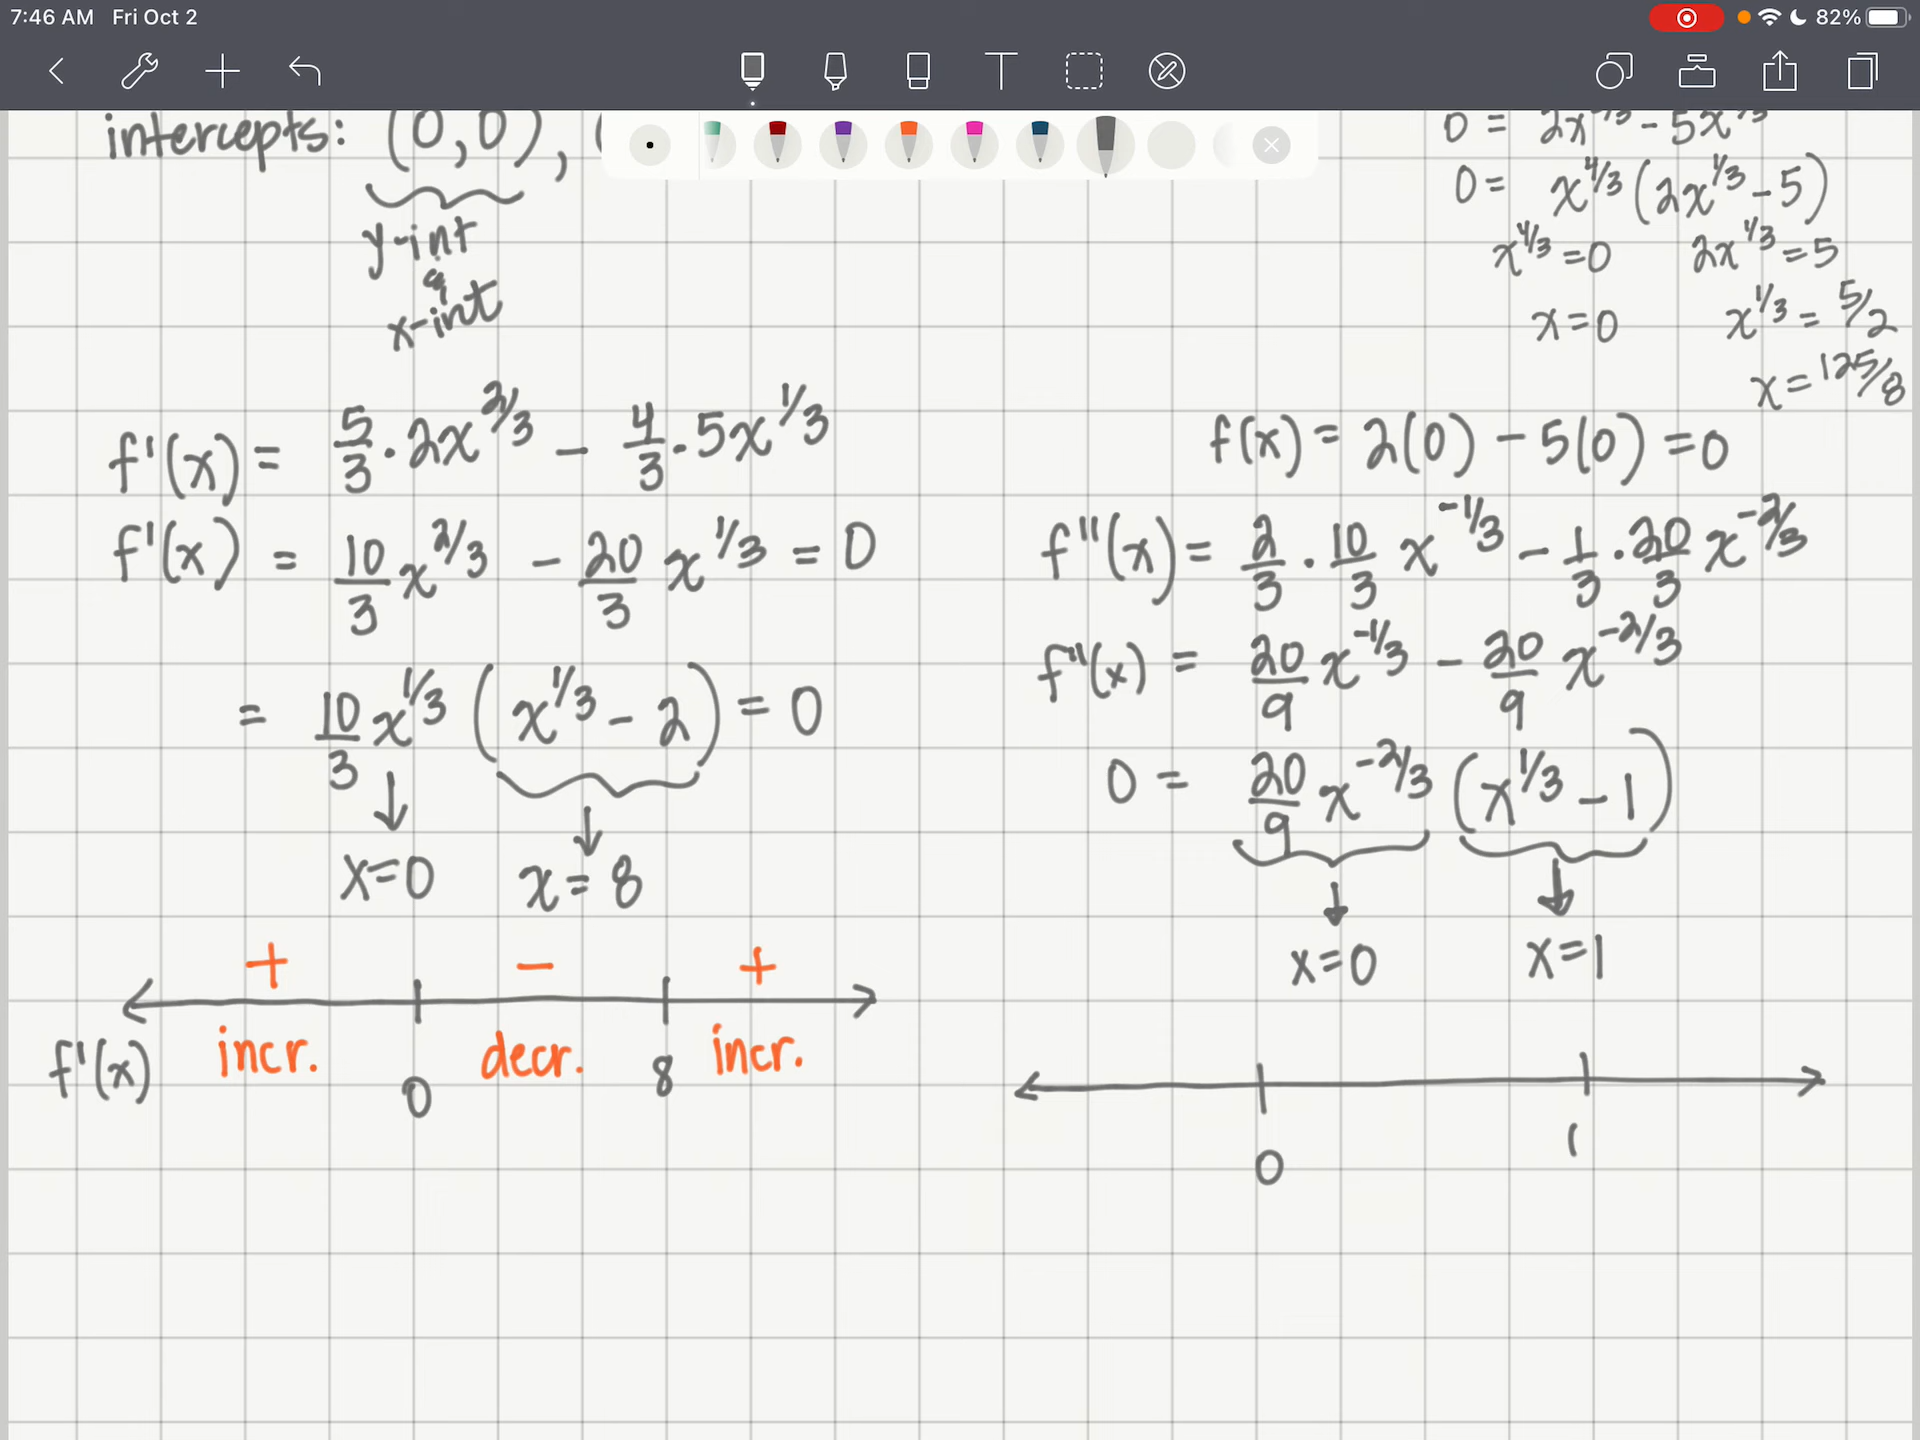 7:46 AM Fri Oct 2
82%
intercepts: (0,0), (
y-int
&
x-int
0 = 2x - 5x
0 = x^4/3 (2x^1/3 - 5)
x^4/3 = 0 2x^1/3 = 5
x = 0 x^1/3 = 5/2
x = 125/8
f'(x) = 5/3 · 2x^2/3 - 4/3 · 5x^1/3
f'(x) = 10/3 x^2/3 - 20/3 x^1/3 = 0
= 10/3 x^1/3 (x^1/3 - 2) = 0
x=0 x=8
+ - +
f'(x) incr. decr. incr.
0 8
f(x) = 2(0) - 5(0) = 0
f"(x) = 2/3 · 10/3 x^-1/3 - 1/3 · 20/3 x^-2/3
f"(x) = 20/9 x^-1/3 - 20/9 x^-2/3
0 = 20/9 x^-2/3 (x^1/3 - 1)
x=0 x=1
0 1